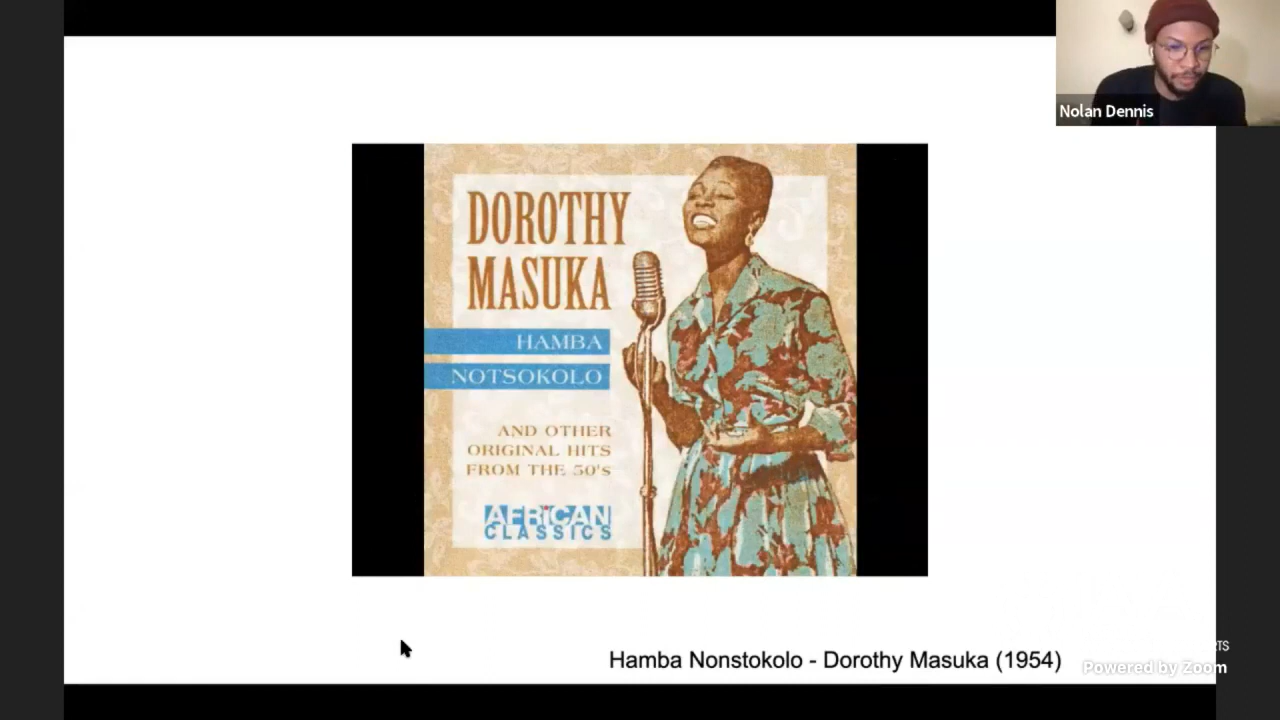 Nolan Dennis
DOROTHY
MASUKA
HAMBA
NOTSOKOLO
AND OTHER
ORIGINAL HITS
FROM THE 50's
AFRICAN
CLASSICS
Hamba Nonstokolo - Dorothy Masuka (1954)
Powered by Zoom